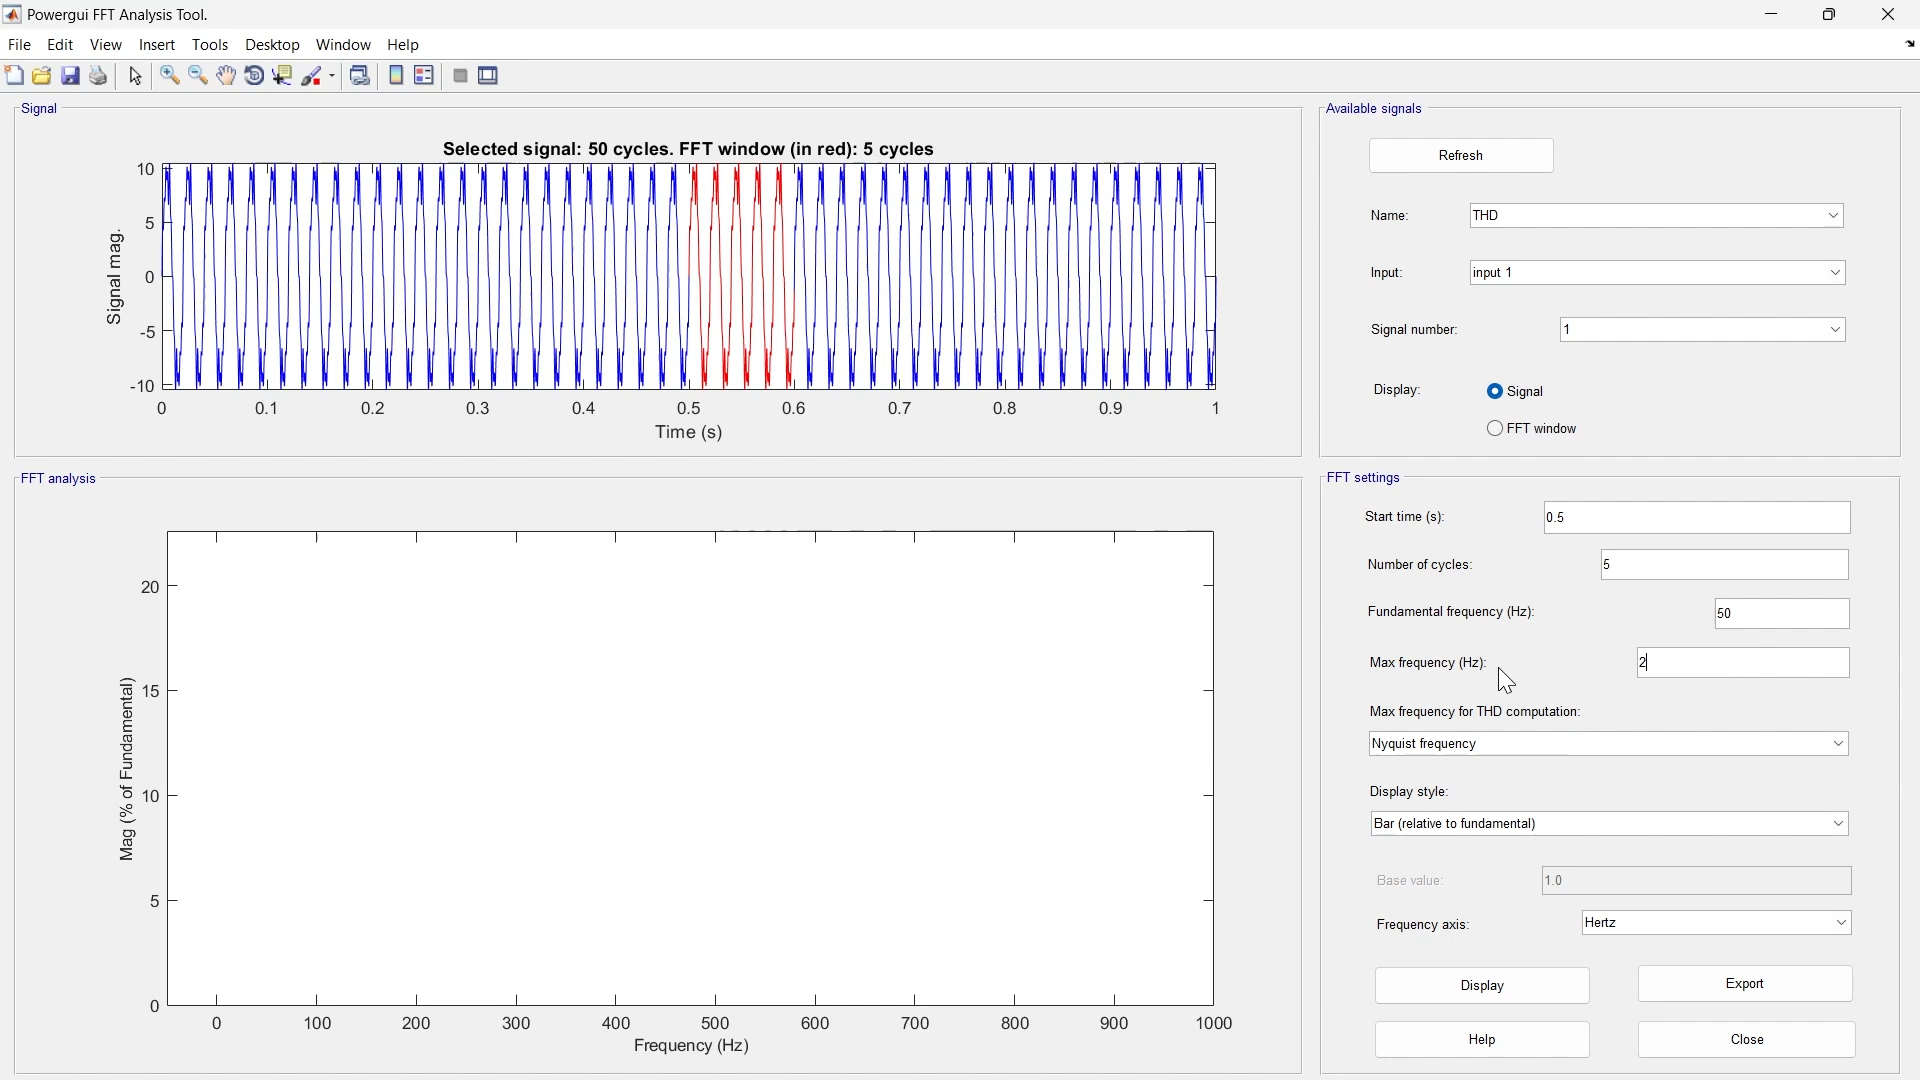 Powergui FFT Analysis Tool.
File Edit View Insert Tools Desktop Window Help
Signal
Selected signal: 50 cycles. FFT window (in red): 5 cycles
10
5
0
-5
-10
Signal mag.
0 0.1 0.2 0.3 0.4 0.5 0.6 0.7 0.8 0.9 1
Time (s)
FFT analysis
20
15
10
5
0
Mag (% of Fundamental)
0 100 200 300 400 500 600 700 800 900 1000
Frequency (Hz)
Available signals
Refresh
Name: THD
Input: input 1
Signal number: 1
Display: Signal
FFT window
FFT settings
Start time (s): 0.5
Number of cycles: 5
Fundamental frequency (Hz): 50
Max frequency (Hz): 2
Max frequency for THD computation:
Nyquist frequency
Display style:
Bar (relative to fundamental)
Base value: 1.0
Frequency axis: Hertz
Display Export
Help Close